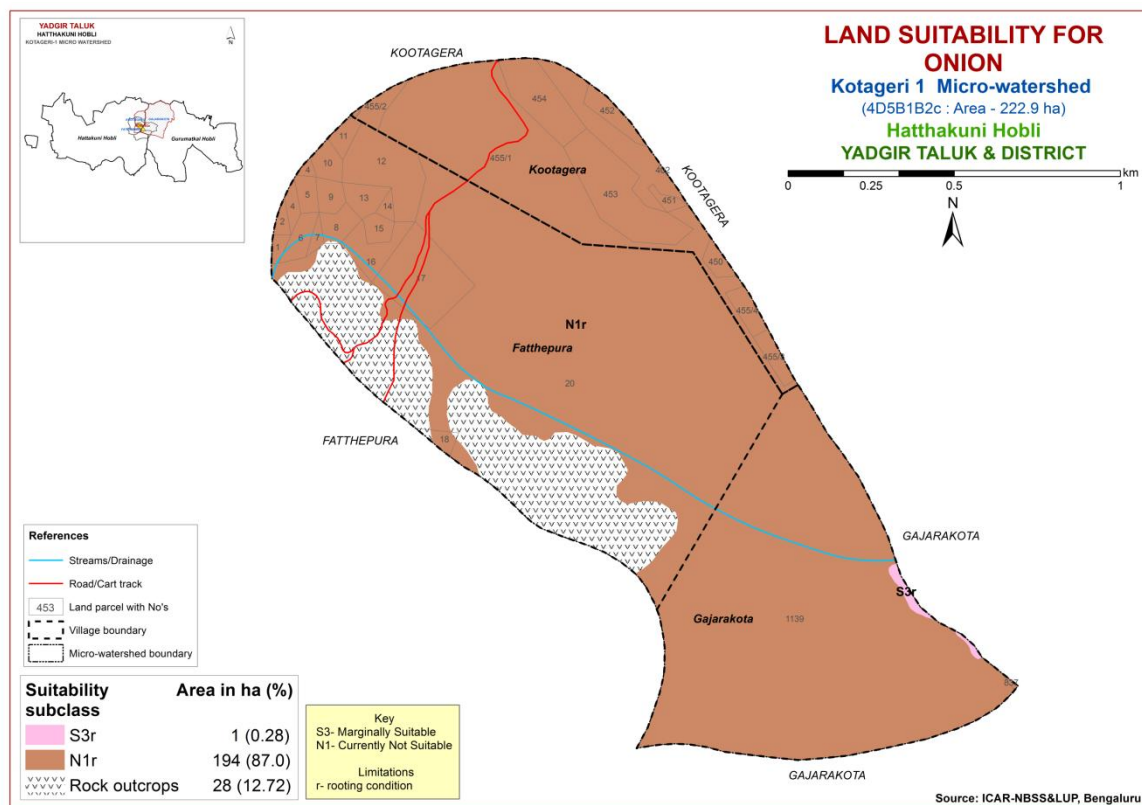 YADGIR TALUK
HATTHAKUNI HOBLI
KOTAGERI-1 MICRO-WATERSHED
N
Hattakuni Hobli
Gurumatkal Hobli
LAND SUITABILITY FOR
ONION
Kotageri 1 Micro-watershed
(4D5B1B2c : Area - 222.9 ha)
Hatthakuni Hobli
YADGIR TALUK & DISTRICT
km
0 0.25 0.5 1
N
KOOTAGERA
455/2
454
452
11
12
455/1
10
Kootagera
KOOTAGERA
4
5
9
13
14
453
451
2
15
6
7
8
1
16
17
450
455/4
N1r
Fatthepura
20
FATTHEPURA
18
GAJARAKOTA
S3r
Gajarakota
1139
GAJARAKOTA
References
Streams/Drainage
Road/Cart track
453 Land parcel with No's
Village boundary
Micro-watershed boundary
Suitability subclass Area in ha (%)
S3r 1 (0.28)
N1r 194 (87.0)
Rock outcrops 28 (12.72)
Key
S3- Marginally Suitable
N1- Currently Not Suitable
Limitations
r- rooting condition
Source: ICAR-NBSS&LUP, Bengaluru